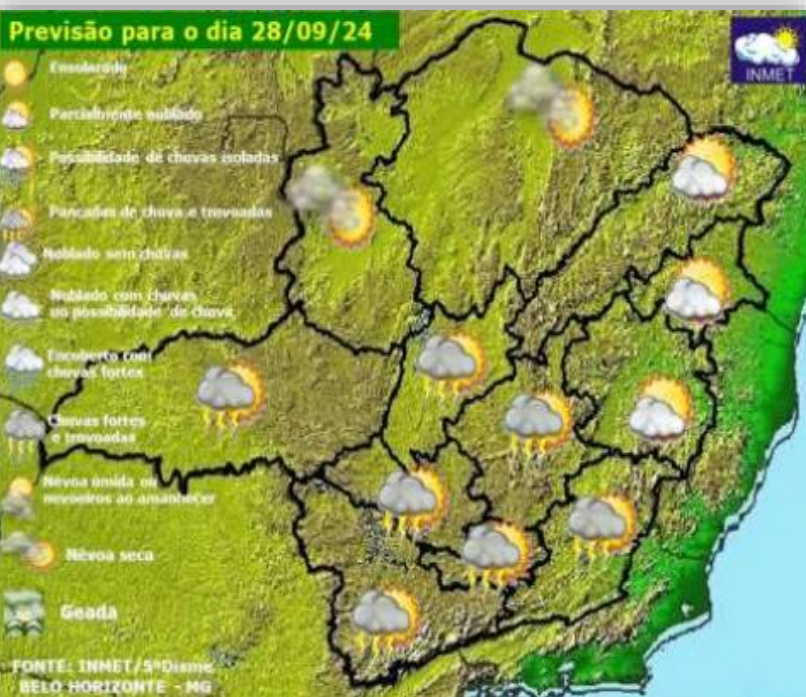 Previsão para o dia 28/09/24
INMET
Ensolarado
Parcialmente nublado
Possibilidade de chuvas isoladas
Pancadas de chuva e trovoadas
Nublado sem chuvas
Nublado com chuvas
ou possibilidade de chuva
Encoberto com
chuvas fortes
Chuvas fortes
e trovoadas
Névoa úmida ou
nevoeiros ao amanhecer
Névoa seca
Geada
FONTE: INMET/5ºDisme
BELO HORIZONTE - MG